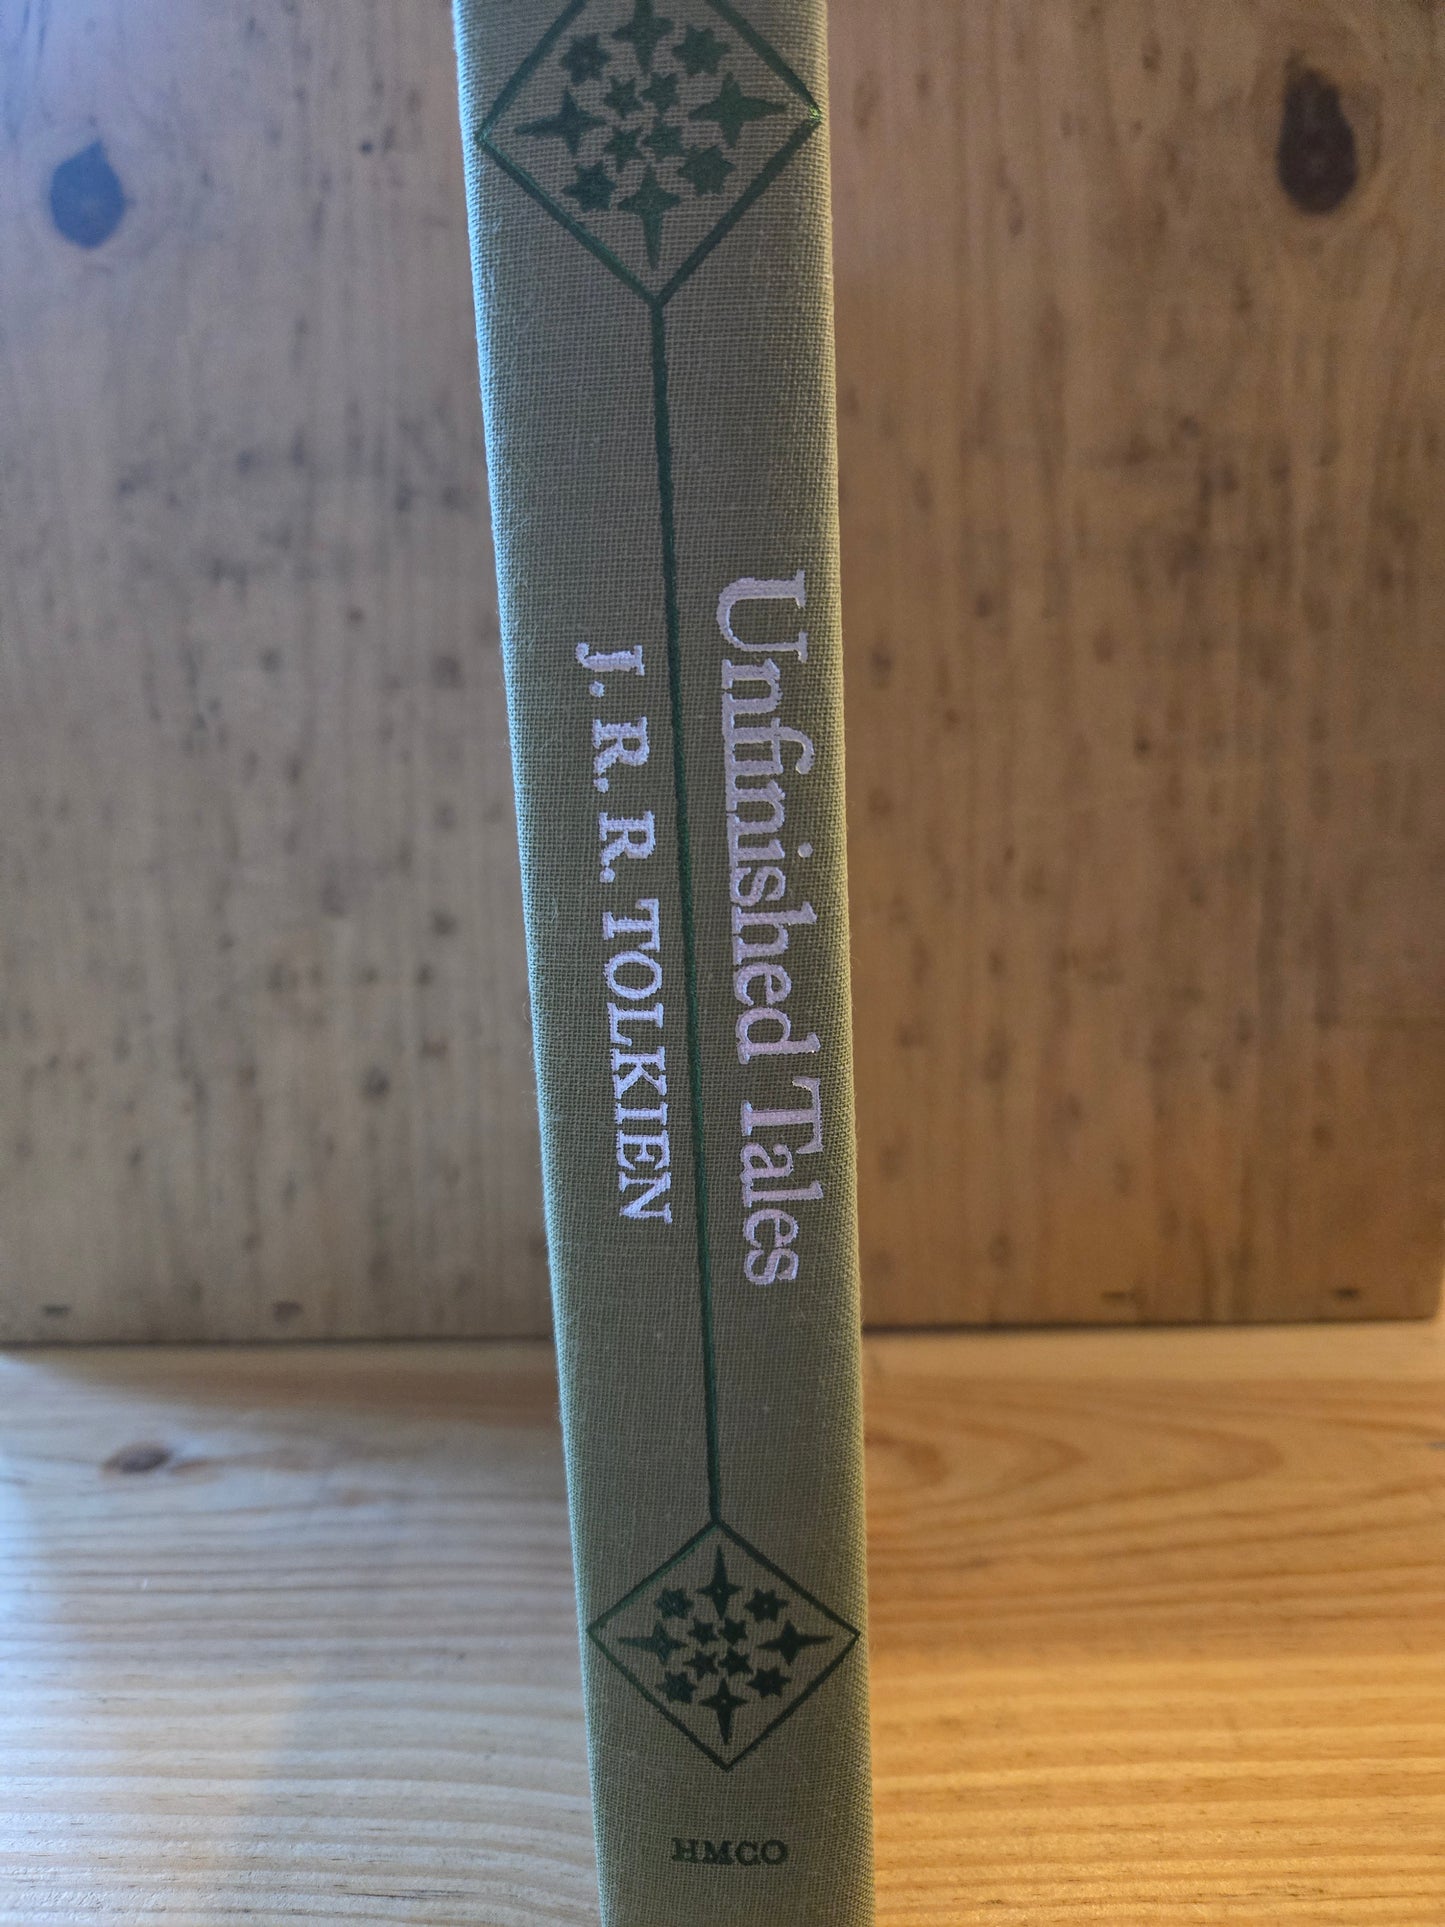 Unfinished Tales
J. R. R. TOLKIEN
HMCO